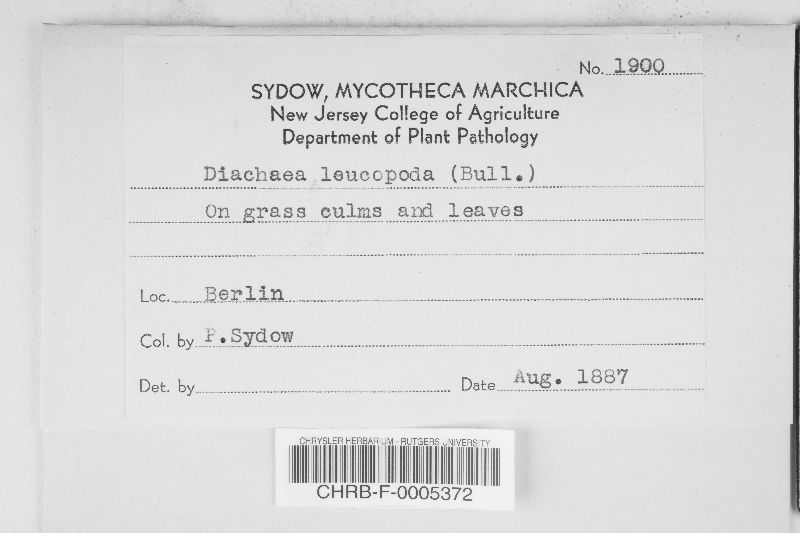 No. 1900
SYDOW, MYCOTHECA MARCHICA
New Jersey College of Agriculture
Department of Plant Pathology
Diachaea leucopoda (Bull.)
On grass culms and leaves
Loc. Berlin
Col. by P.Sydow
Det. by
Date Aug. 1887
CHRYSLER HERBARIUM - RUTGERS UNIVERSITY
CHRB-F-0005372